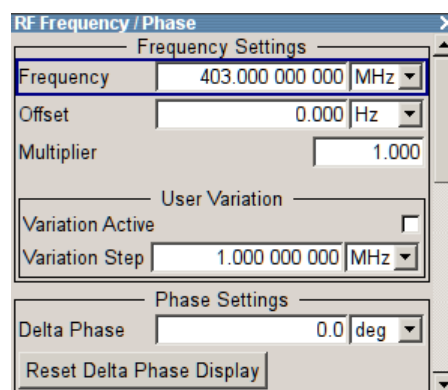 RF Frequency / Phase
Frequency Settings
Frequency 403.000 000 000 MHz
Offset 0.000 Hz
Multiplier 1.000
User Variation
Variation Active
Variation Step 1.000 000 000 MHz
Phase Settings
Delta Phase 0.0 deg
Reset Delta Phase Display